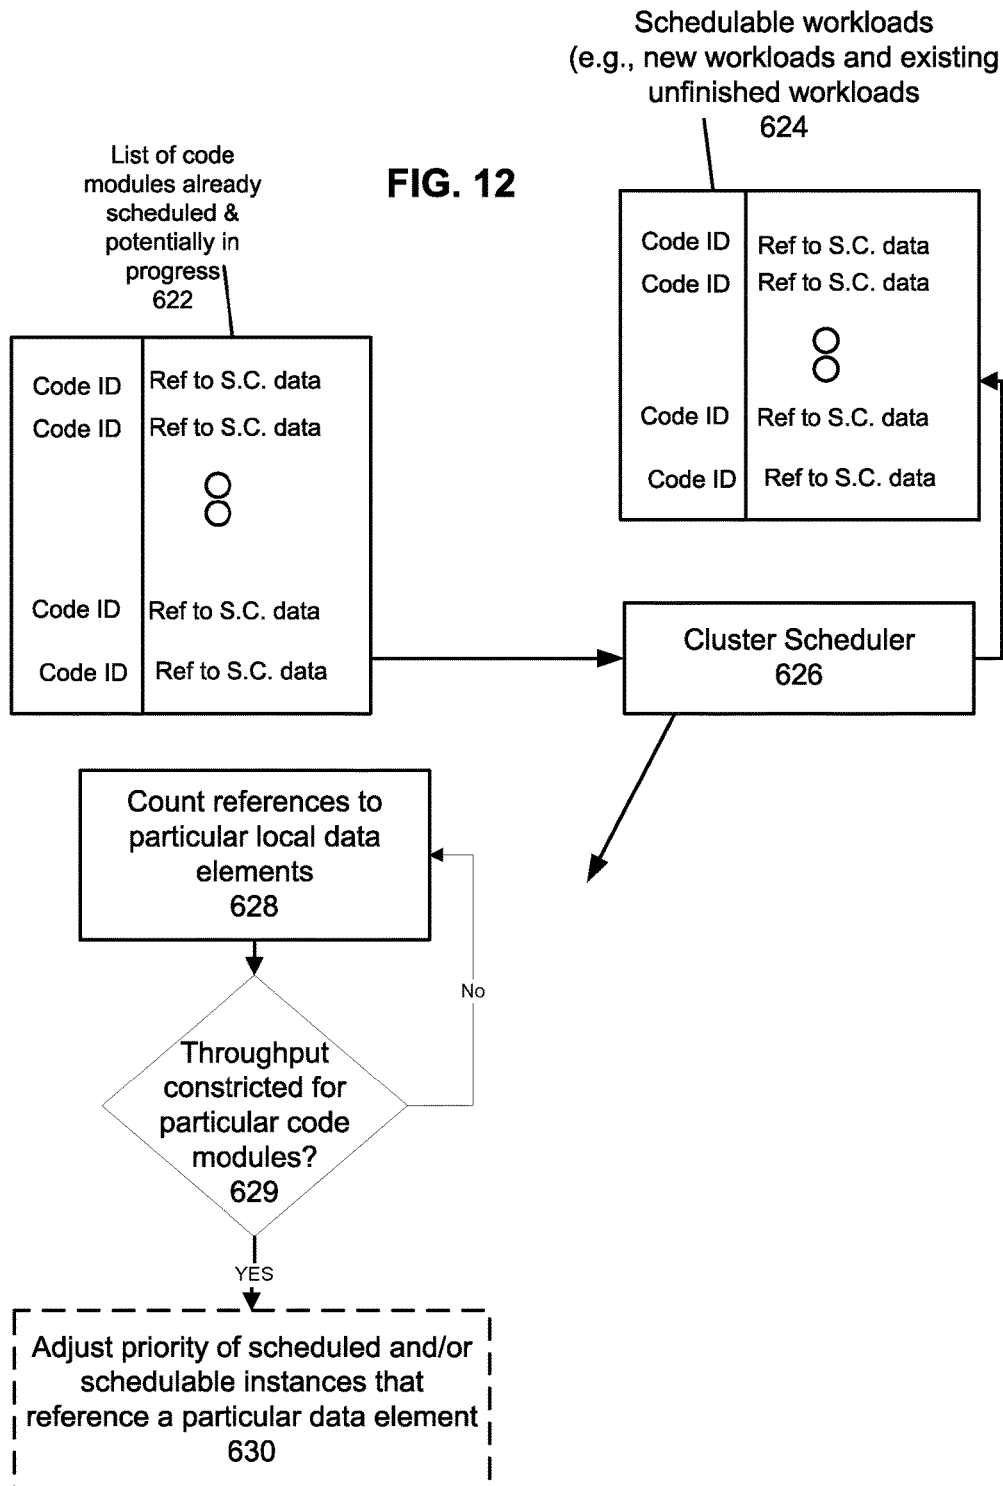 Schedulable workloads
(e.g., new workloads and existing
unfinished workloads
624
List of code
modules already
scheduled &
potentially in
progress
622
FIG. 12
Code ID Ref to S.C. data
Code ID Ref to S.C. data
Code ID Ref to S.C. data
Code ID Ref to S.C. data
Code ID Ref to S.C. data
Code ID Ref to S.C. data
Code ID Ref to S.C. data
Code ID Ref to S.C. data
Cluster Scheduler
626
Count references to
particular local data
elements
628
No
Throughput
constricted for
particular code
modules?
629
YES
Adjust priority of scheduled and/or
schedulable instances that
reference a particular data element
630